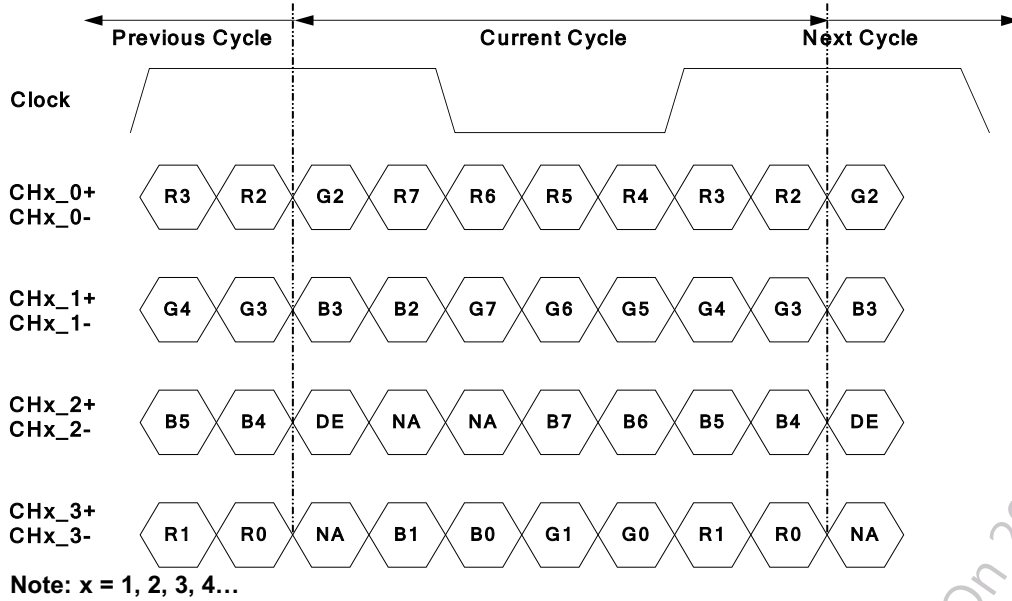 Previous Cycle Current Cycle Next Cycle
Clock
CHx_0+
CHx_0-
R3 R2 G2 R7 R6 R5 R4 R3 R2 G2
CHx_1+
CHx_1-
G4 G3 B3 B2 G7 G6 G5 G4 G3 B3
CHx_2+
CHx_2-
B5 B4 DE NA NA B7 B6 B5 B4 DE
CHx_3+
CHx_3-
R1 R0 NA B1 B0 G1 G0 R1 R0 NA
Note: x = 1, 2, 3, 4...
On